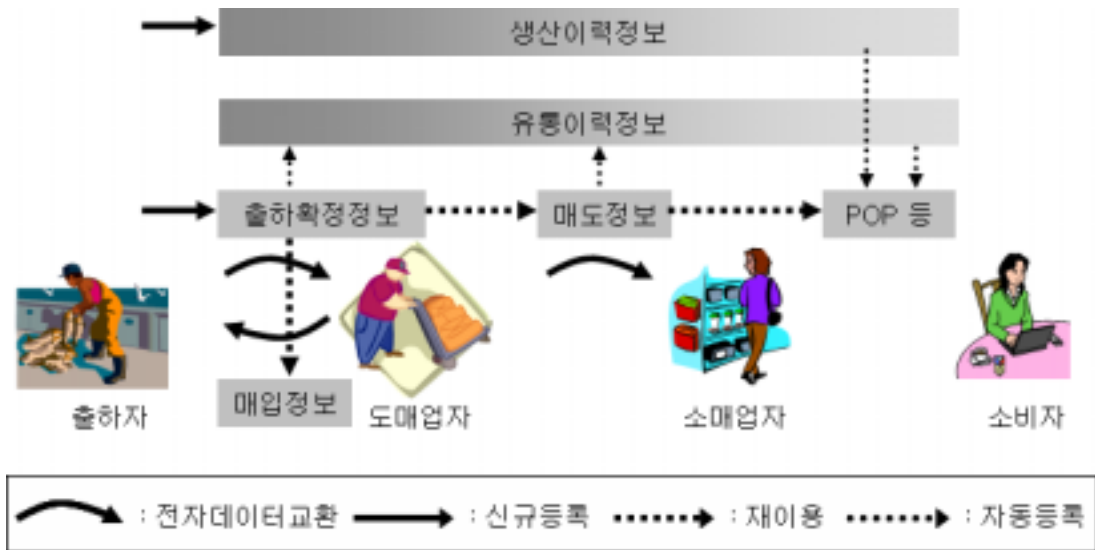 생산이력정보
유통이력정보
출하확정정보 매도정보 POP 등
매입정보
출하자 도매업자 소매업자 소비자
: 전자데이터교환 : 신규등록 : 재이용 : 자동등록